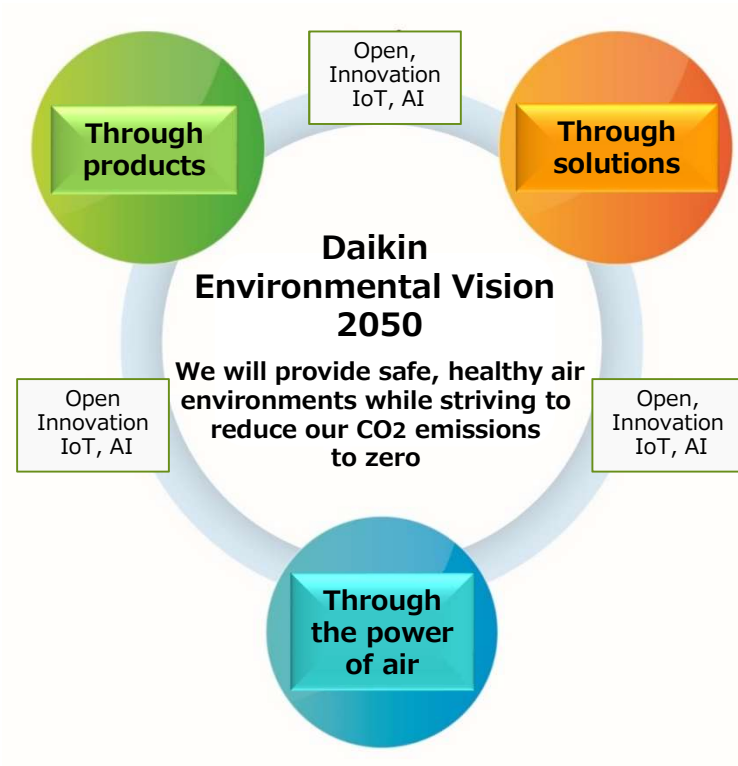 Open,
Innovation
IoT, AI
Through
products
Through
solutions
Daikin
Environmental Vision
2050
We will provide safe, healthy air
environments while striving to
reduce our CO2 emissions
to zero
Open
Innovation
IoT, AI
Open,
Innovation
IoT, AI
Through
the power
of air